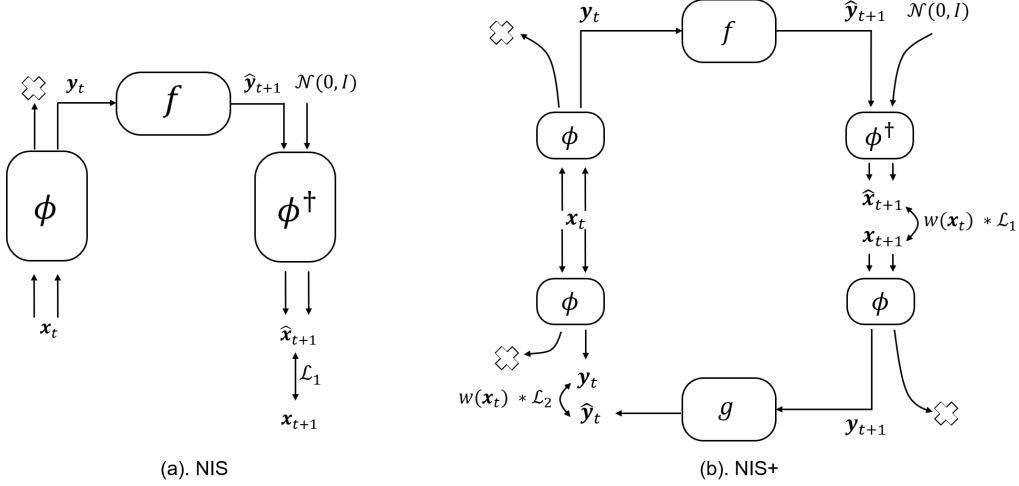 y_t
f
ŷ_{t+1}
𝒩(0, I)
ϕ
ϕ†
x_t
x̂_{t+1}
ℒ_1
x_{t+1}
(a). NIS
y_t
f
ŷ_{t+1}
𝒩(0, I)
ϕ
ϕ†
x_t
x̂_{t+1}
x_{t+1}
w(x_t) * ℒ_1
ϕ
ϕ
y_t
w(x_t) * ℒ_2
ŷ_t
g
y_{t+1}
(b). NIS+